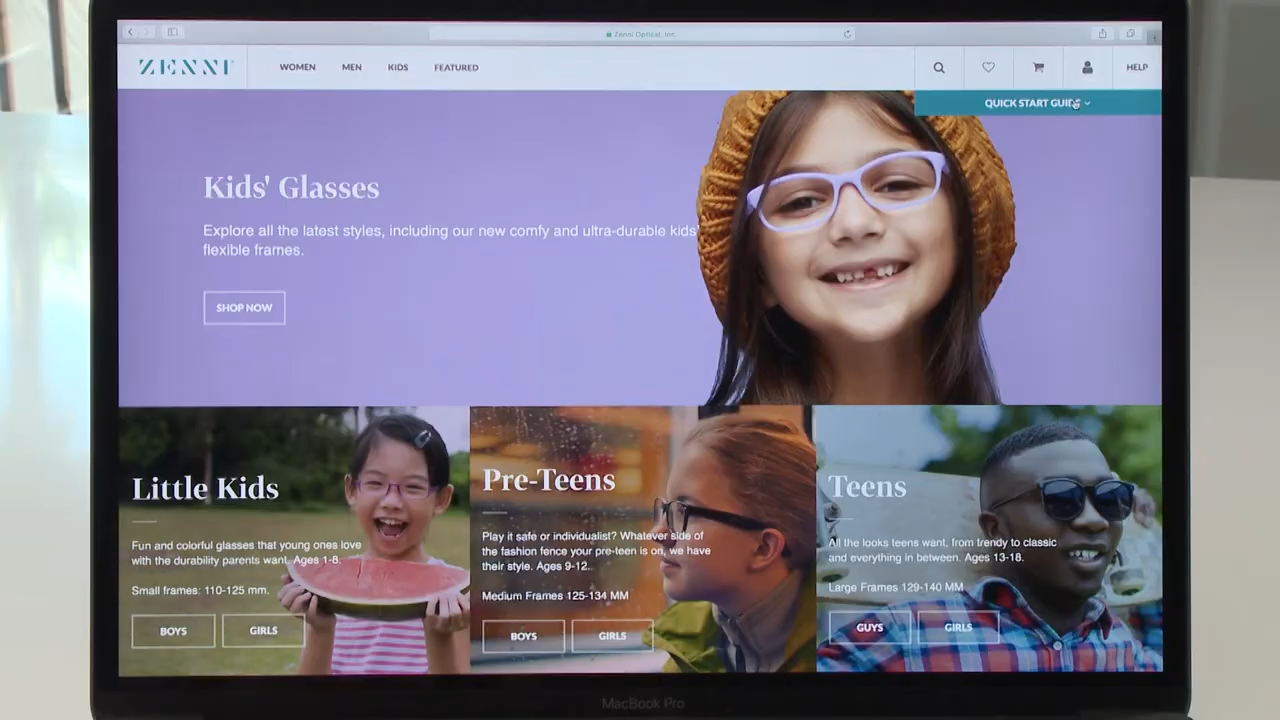 Zenni Optical, Inc.
ZENNI
WOMEN MEN KIDS FEATURED HELP
QUICK START GUIDE
Kids' Glasses
Explore all the latest styles, including our new comfy and ultra-durable kids'
flexible frames.
SHOP NOW
Little Kids
Fun and colorful glasses that young ones love
with the durability parents want. Ages 1-8.
Small frames: 110-125 mm.
BOYS GIRLS
Pre-Teens
Play it safe or individualist? Whatever side of
the fashion fence your pre-teen is on, we have
their style. Ages 9-12.
Medium Frames 125-134 MM
BOYS GIRLS
Teens
All the looks teens want, from trendy to classic
and everything in between. Ages 13-18.
Large Frames 129-140 MM
GUYS GIRLS
MacBook Pro